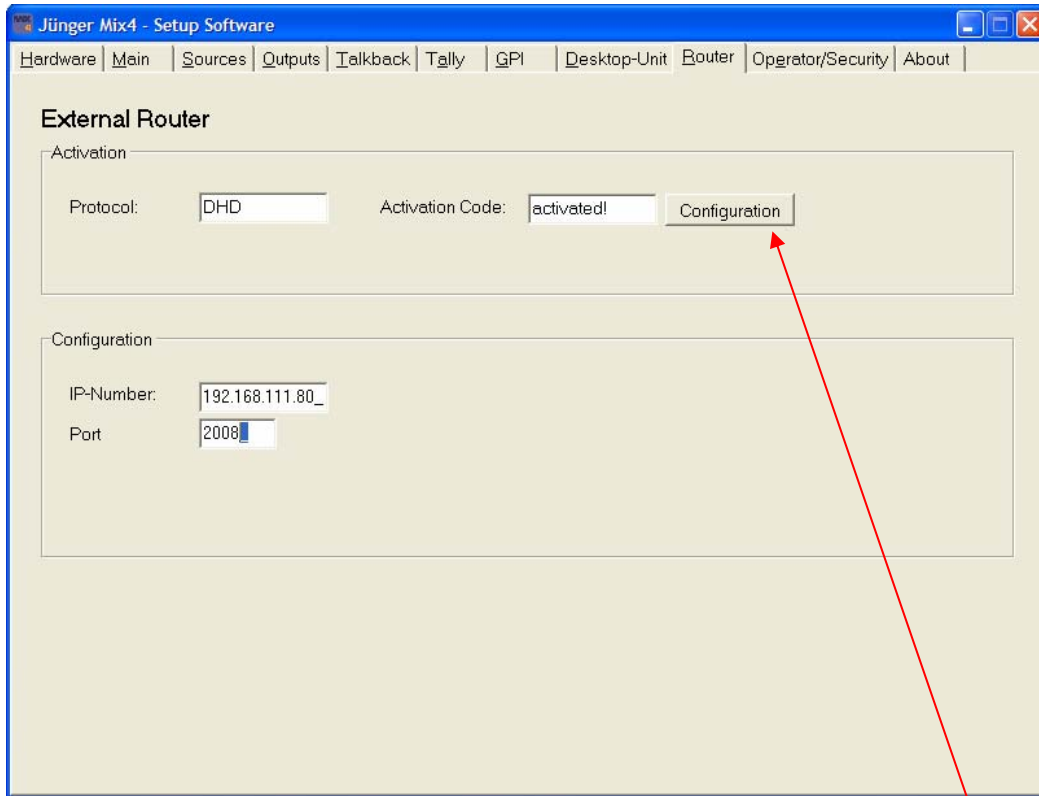 Jünger Mix4 - Setup Software
Hardware Main Sources Outputs Talkback Tally GPI Desktop-Unit Router Operator/Security About
External Router
Activation
Protocol: DHD Activation Code: activated! Configuration
Configuration
IP-Number: 192.168.111.80_
Port 2008_